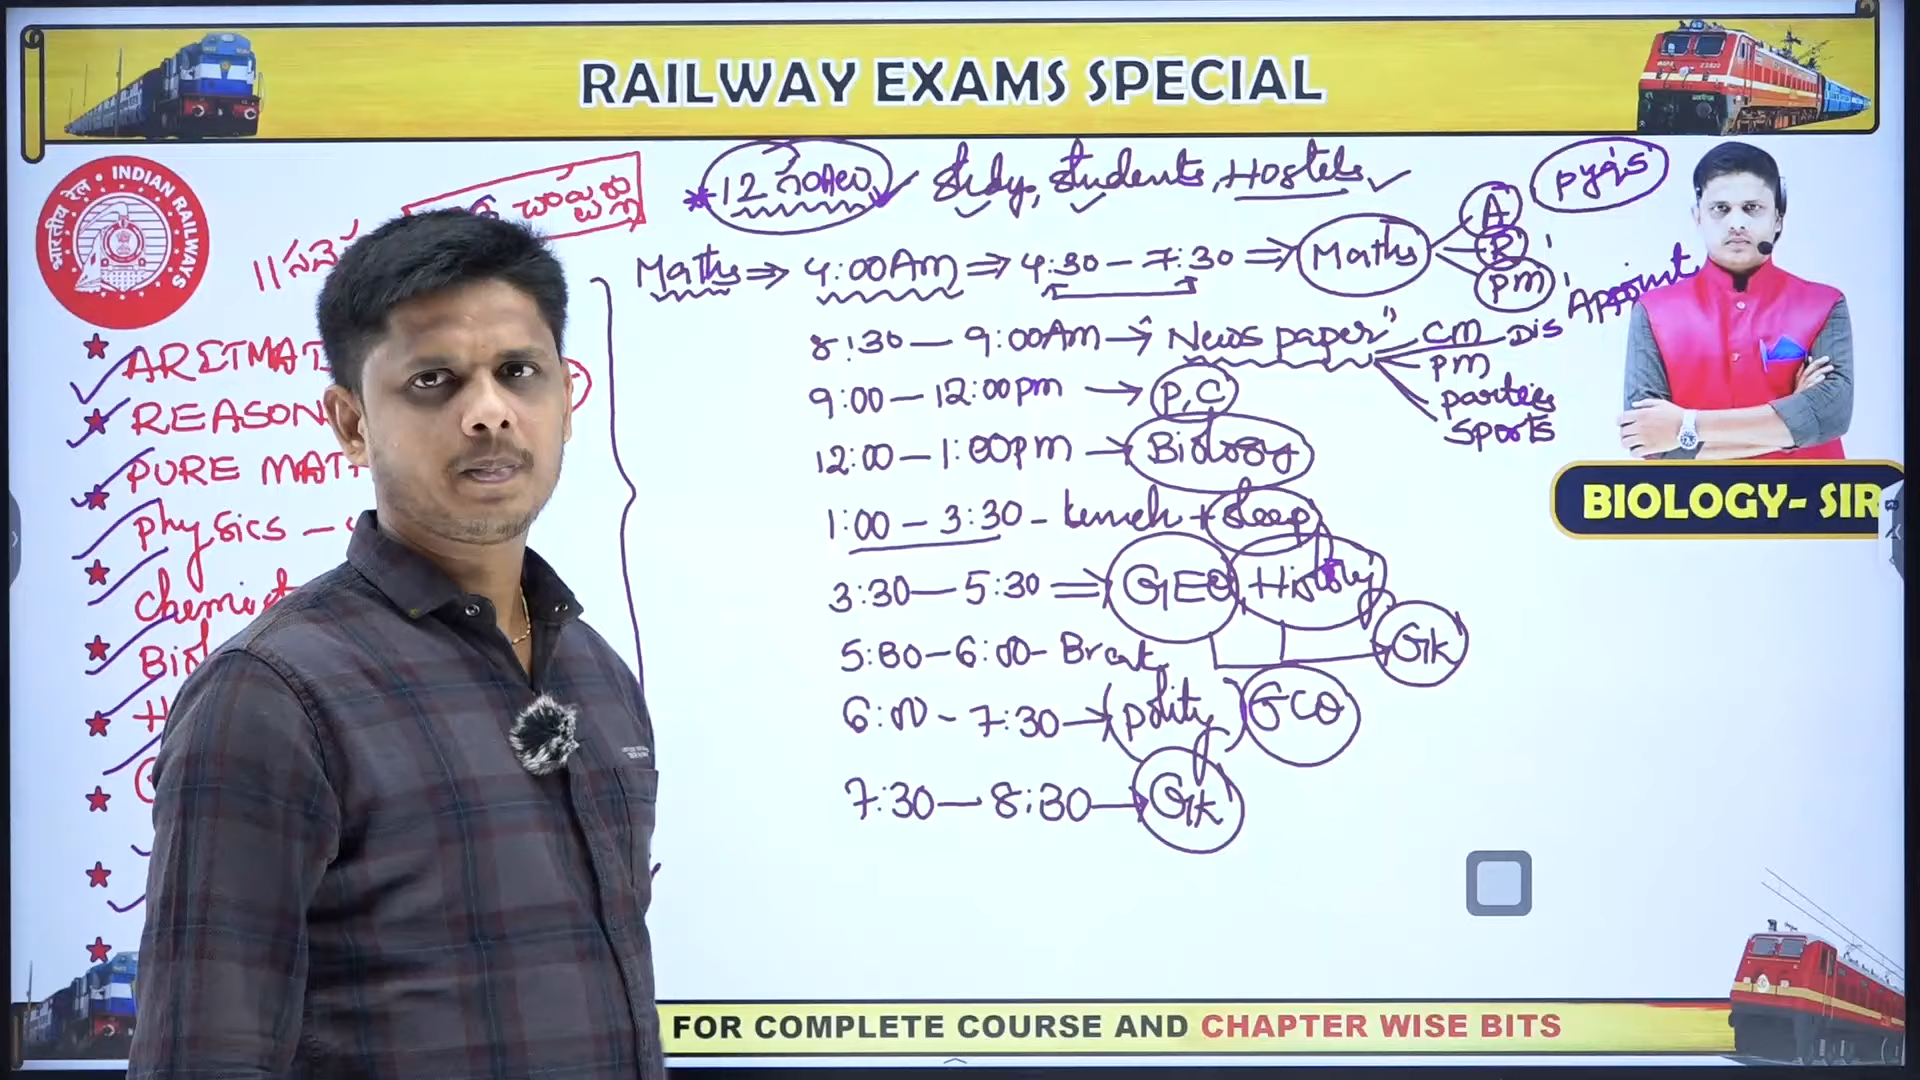 RAILWAY EXAMS SPECIAL
भारतीय रेल • INDIAN RAILWAYS
* 12 గంటలు study, students, Hostels
pyq's
Maths ⇒ 4:00Am ⇒ 4:30 – 7:30 ⇒ Maths
A
R
pm
Appoint
8:30 – 9:00Am → News paper" CM Dis
pm
parties
Sports
9:00 – 12:00pm → P, C
12:00 – 1:00pm → Biology
1:00 – 3:30 – Lunch + sleep
3:30 – 5:30 ⇒ GEO History
Gk
5:30 – 6:00 – Break
6:00 – 7:30 → (polity) ECO
7:30 – 8:30 → Gk
REASON
PURE MAT
Physics –
BIOLOGY- SIR
FOR COMPLETE COURSE AND CHAPTER WISE BITS